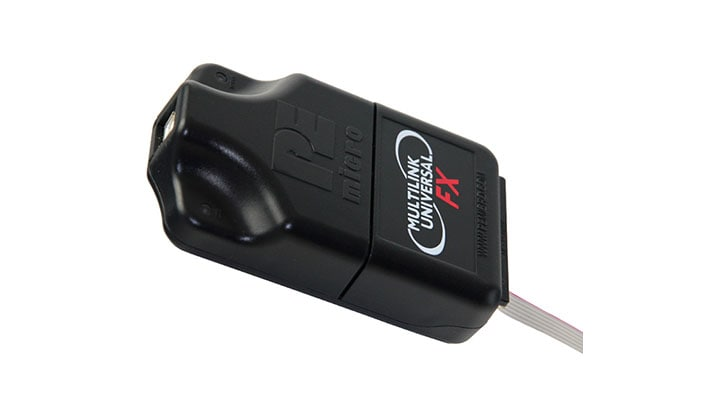 PE
micro
MULTILINK
UNIVERSAL
FX